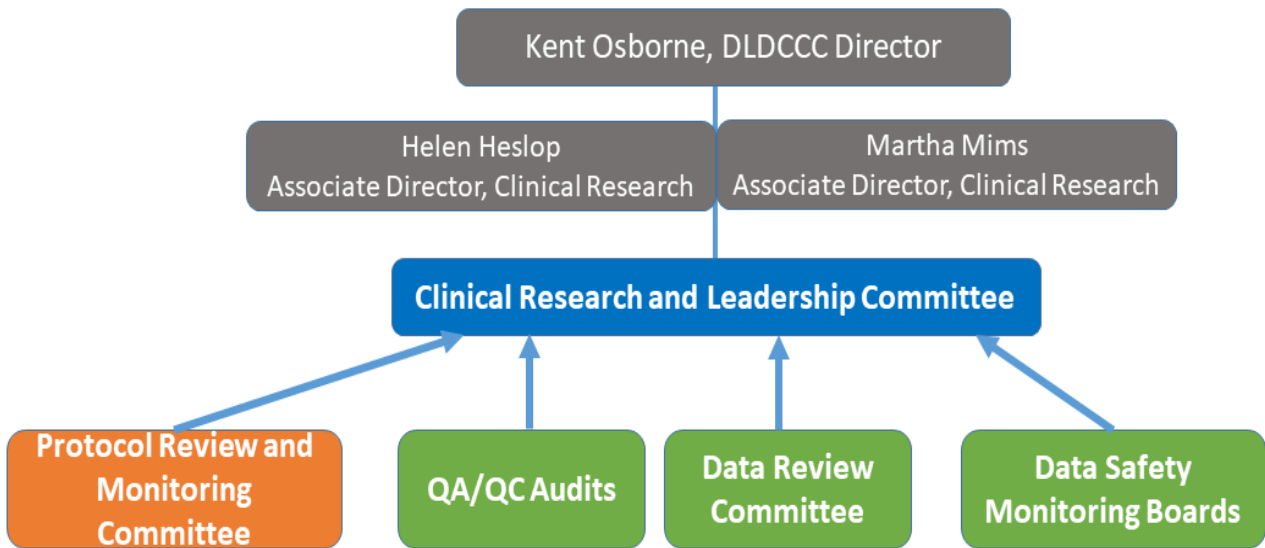 Kent Osborne, DLDCCC Director
Helen Heslop
Associate Director, Clinical Research
Martha Mims
Associate Director, Clinical Research
Clinical Research and Leadership Committee
Protocol Review and
Monitoring
Committee
QA/QC Audits
Data Review
Committee
Data Safety
Monitoring Boards